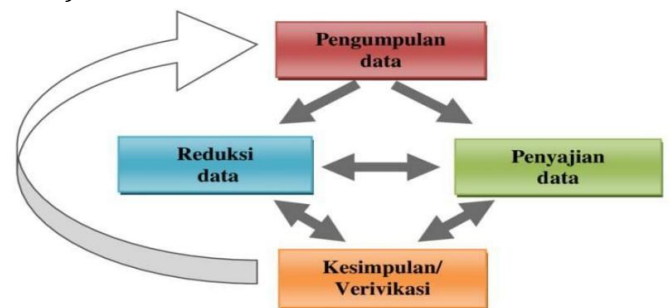 Pengumpulan
data
Reduksi
data
Penyajian
data
Kesimpulan/
Verivikasi